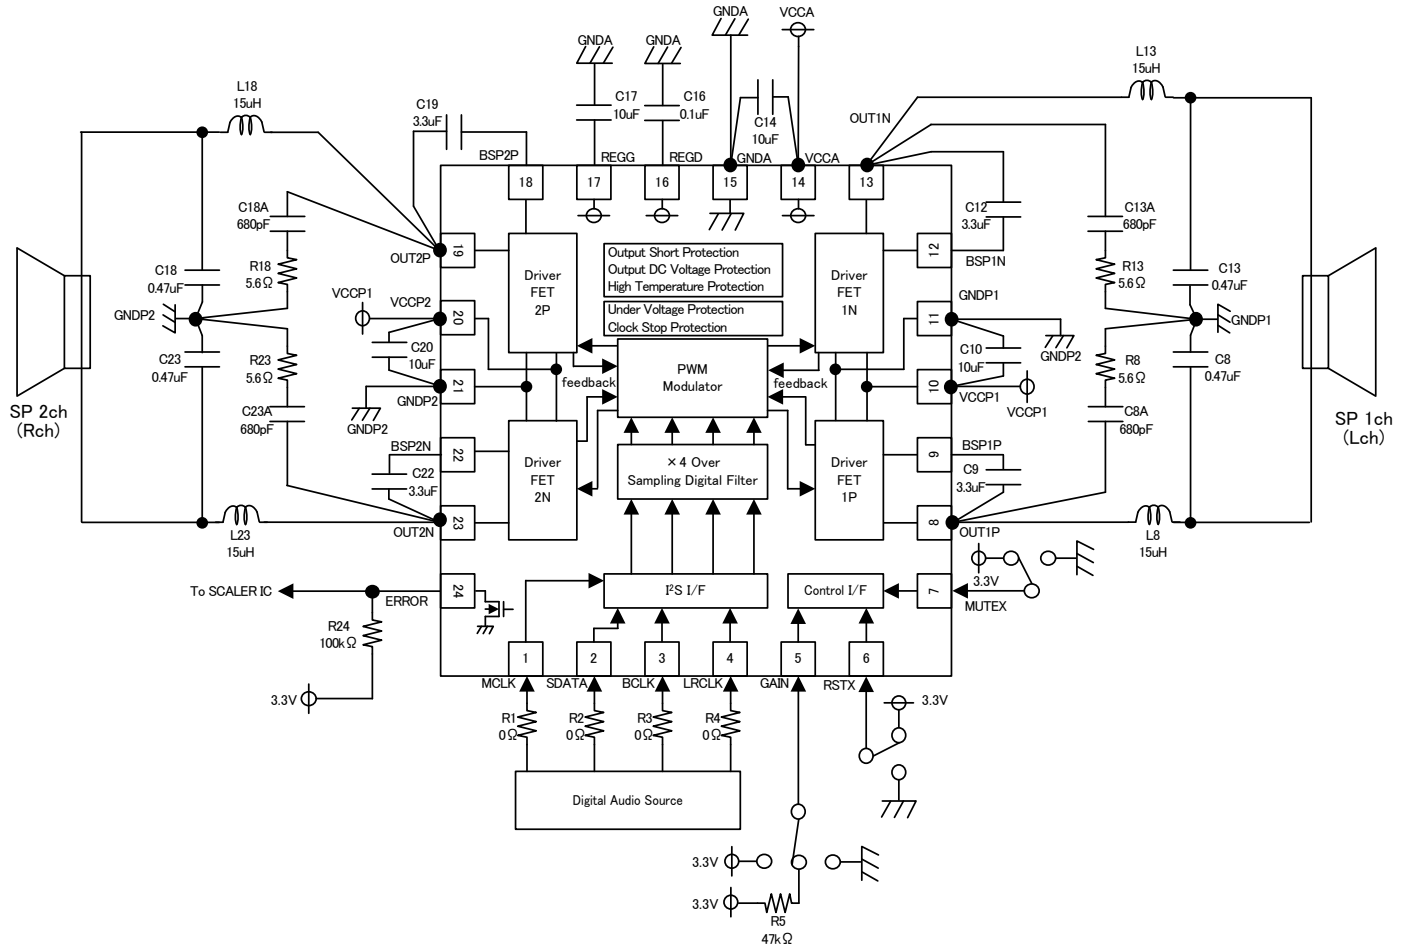 GNDA
VCCA
GNDA
GNDA
L13
15uH
L18
15uH
C19
3.3uF
C17
10uF
C16
0.1uF
C14
10uF
OUT1N
BSP2P
REGG
REGD
GNDA
VCCA
18
17
16
15
14
13
C18A
680pF
C12
3.3uF
C13A
680pF
19
OUT2P
Driver
FET
2P
Output Short Protection
Output DC Voltage Protection
High Temperature Protection
Under Voltage Protection
Clock Stop Protection
Driver
FET
1N
12
BSP1N
C18
0.47uF
R18
5.6Ω
R13
5.6Ω
C13
0.47uF
VCCP1
VCCP2
20
GNDP1
11
GNDP2
GNDP1
C23
0.47uF
R23
5.6Ω
C20
10uF
C10
10uF
GNDP2
R8
5.6Ω
C8
0.47uF
PWM
Modulator
feedback
feedback
21
GNDP2
GNDP2
10
VCCP1
VCCP1
C23A
680pF
C8A
680pF
SP 2ch
(Rch)
SP 1ch
(Lch)
BSP2N
22
C22
3.3uF
Driver
FET
2N
×4 Over
Sampling Digital Filter
Driver
FET
1P
9
BSP1P
C9
3.3uF
23
OUT2N
8
OUT1P
L23
15uH
L8
15uH
To SCALER IC
ERROR
24
I²S I/F
Control I/F
7
3.3V
MUTEX
R24
100kΩ
1
2
3
4
5
6
3.3V
MCLK
SDATA
BCLK
LRCLK
GAIN
RSTX
3.3V
R1
0Ω
R2
0Ω
R3
0Ω
R4
0Ω
Digital Audio Source
3.3V
3.3V
R5
47kΩ